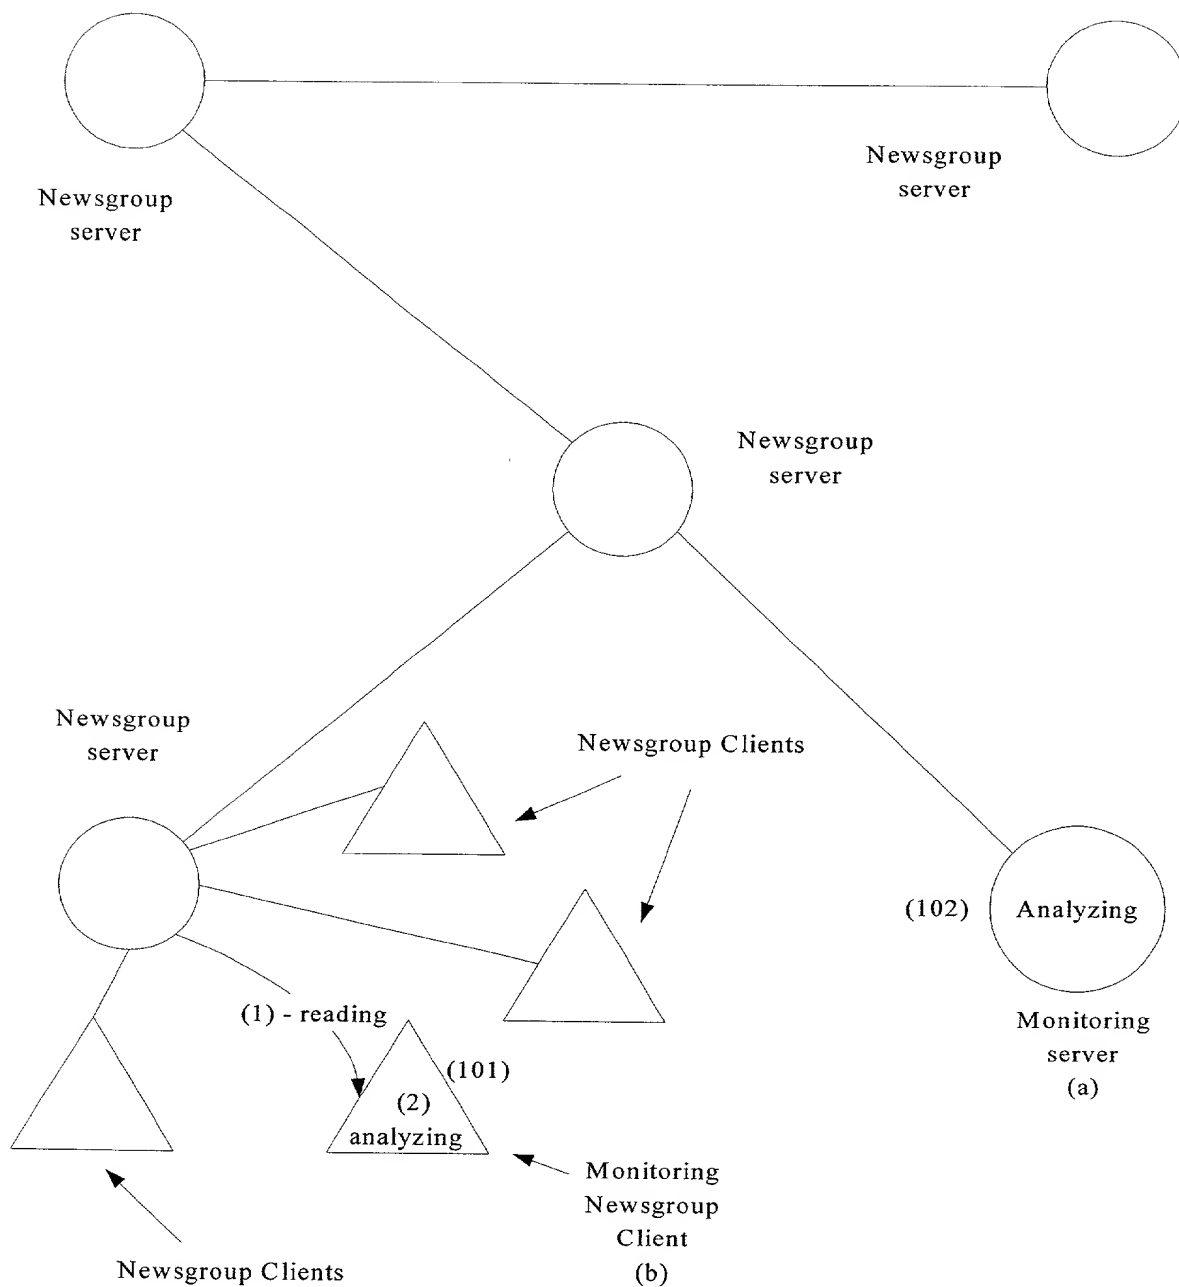 Newsgroup
server
Newsgroup
server
Newsgroup
server
Newsgroup
server
Newsgroup Clients
(102)
Analyzing
(1) - reading
Monitoring
server
(a)
(101)
(2)
analyzing
Monitoring
Newsgroup
Client
(b)
Newsgroup Clients